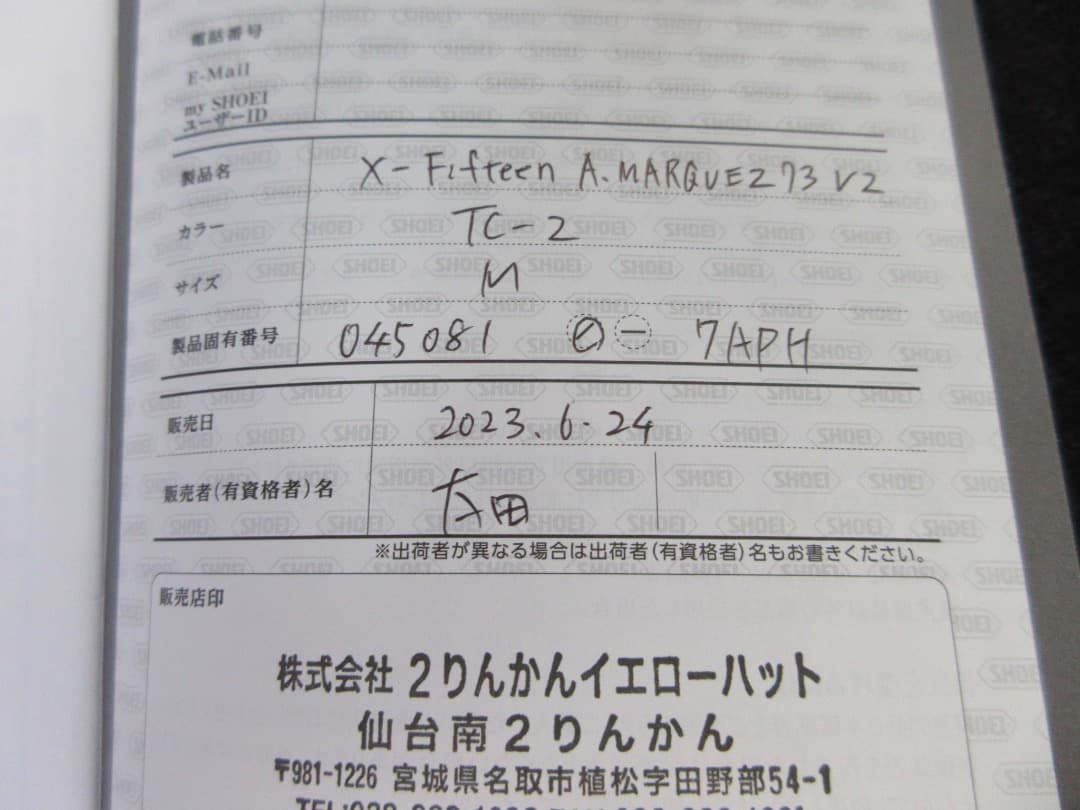 電話番号
E-Mail
my SHOEI
ユーザーID
製品名 X-Fifteen A.MARQUEZ 73 V2
カラー TC-2
サイズ M
製品固有番号 045081 0 - 7APH
販売日 2023.6.24
販売者(有資格者)名 太田
※出荷者が異なる場合は出荷者(有資格者)名もお書きください。
販売店印
株式会社 2りんかんイエローハット
仙台南2りんかん
〒981-1226 宮城県名取市植松字田野部54-1